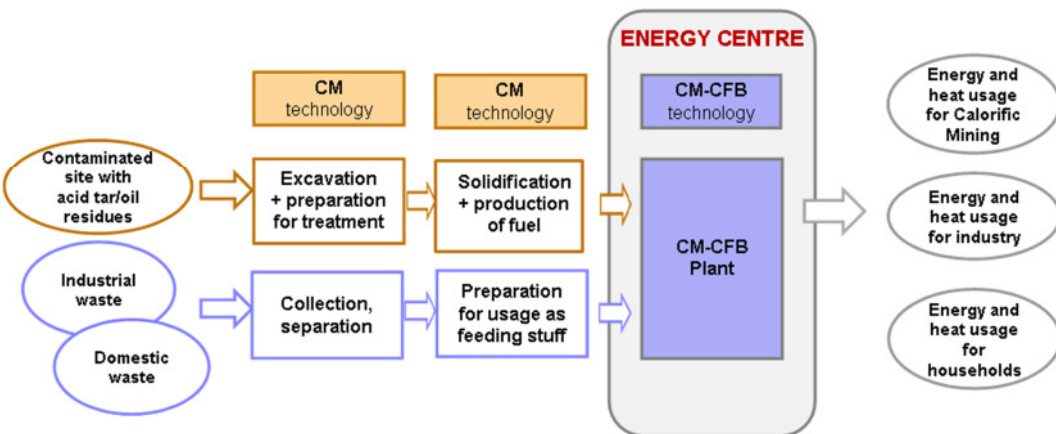 ENERGY CENTRE
CM
technology
CM
technology
CM-CFB
technology
Energy and
heat usage
for Calorific
Mining
Contaminated
site with
acid tar/oil
residues
Excavation
+ preparation
for treatment
Solidification
+ production
of fuel
CM-CFB
Plant
Energy and
heat usage
for industry
Industrial
waste
Domestic
waste
Collection,
separation
Preparation
for usage as
feeding stuff
Energy and
heat usage
for
households